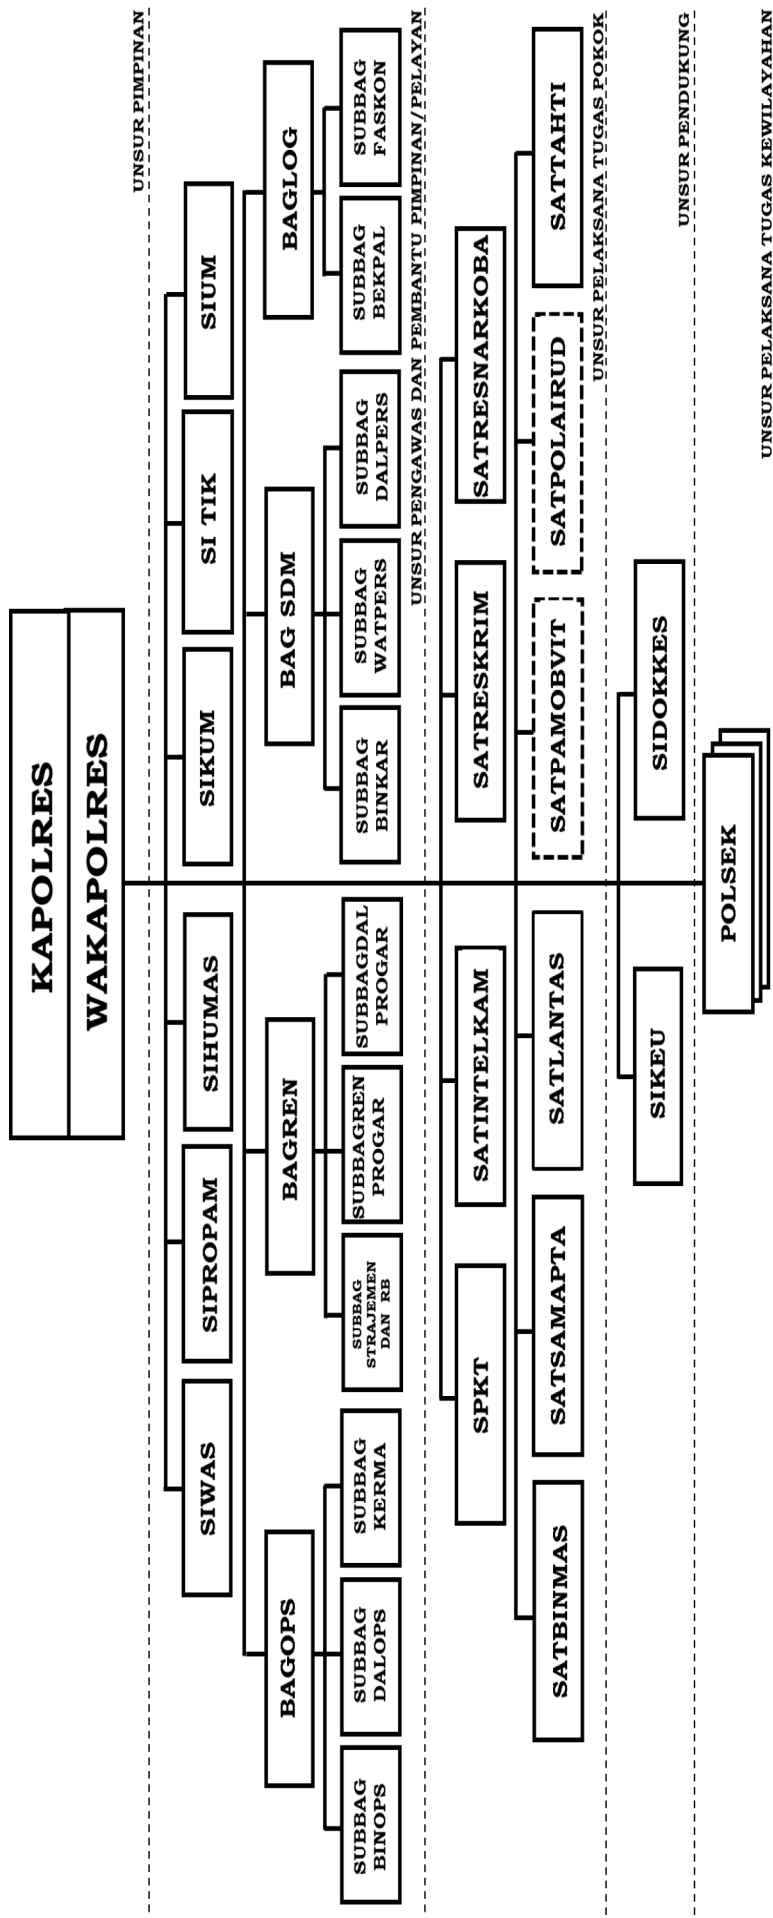 KAPOLRES
WAKAPOLRES
UNSUR PIMPINAN
SIWAS
SIPROPAM
SIHUMAS
SIKUM
SI TIK
SIUM
BAGOPS
BAGREN
BAG SDM
BAGLOG
SUBBAG
BINOPS
SUBBAG
DALOPS
SUBBAG
KERMA
SUBBAG
STRAJEMEN
DAN RB
SUBBAGREN
PROGAR
SUBBAGDAL
PROGAR
SUBBAG
BINKAR
SUBBAG
WATPERS
SUBBAG
DALPERS
SUBBAG
BEKPAL
SUBBAG
FASKON
UNSUR PENGAWAS DAN PEMBANTU PIMPINAN/PELAYAN
SPKT
SATINTELKAM
SATRESKRIM
SATRESNARKOBA
SATBINMAS
SATSAMAPTA
SATLANTAS
SATPAMOBVIT
SATPOLAIRUD
SATTAHTI
UNSUR PELAKSANA TUGAS POKOK
SIKEU
SIDOKKES
UNSUR PENDUKUNG
POLSEK
UNSUR PELAKSANA TUGAS KEWILAYAHAN